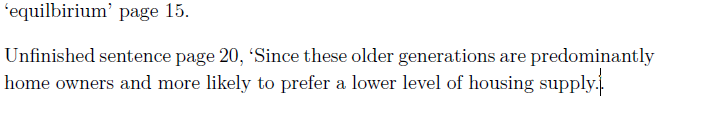 ‘equilbirium’ page 15.
Unfinished sentence page 20, ‘Since these older generations are predominantly
home owners and more likely to prefer a lower level of housing supply..